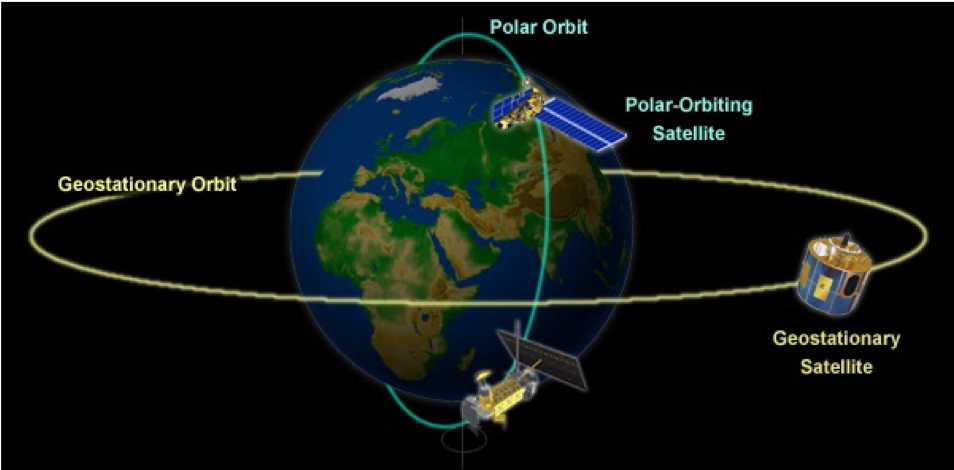 Polar Orbit
Polar-Orbiting
Satellite
Geostationary Orbit
Geostationary
Satellite